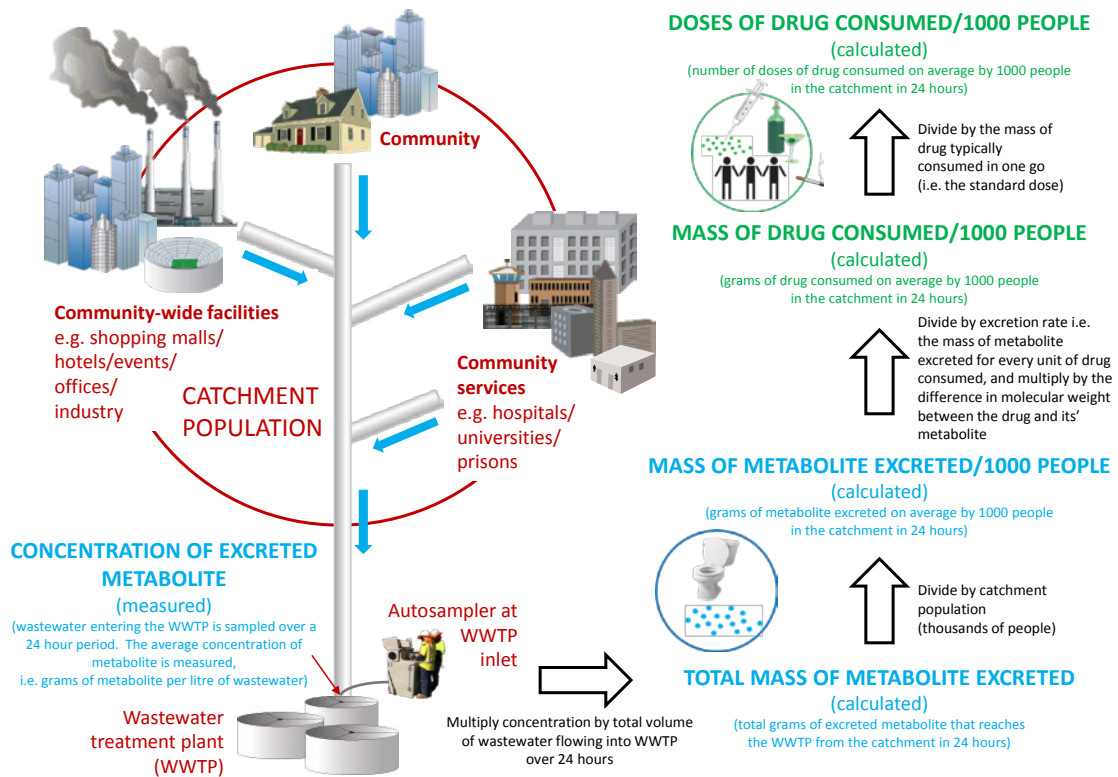 Community
Community-wide facilities
e.g. shopping malls/
hotels/events/
offices/
industry
CATCHMENT
POPULATION
Community
services
e.g. hospitals/
universities/
prisons
CONCENTRATION OF EXCRETED
METABOLITE
(measured)
(wastewater entering the WWTP is sampled over a
24 hour period.  The average concentration of
metabolite is measured,
i.e. grams of metabolite per litre of wastewater)
Autosampler at
WWTP
inlet
Wastewater
treatment plant
(WWTP)
Multiply concentration by total volume
of wastewater flowing into WWTP
over 24 hours
TOTAL MASS OF METABOLITE EXCRETED
(calculated)
(total grams of excreted metabolite that reaches
the WWTP from the catchment in 24 hours)
Divide by catchment
population
(thousands of people)
MASS OF METABOLITE EXCRETED/1000 PEOPLE
(calculated)
(grams of metabolite excreted on average by 1000 people
in the catchment in 24 hours)
Divide by excretion rate i.e.
the mass of metabolite
excreted for every unit of drug
consumed, and multiply by the
difference in molecular weight
between the drug and its'
metabolite
MASS OF DRUG CONSUMED/1000 PEOPLE
(calculated)
(grams of drug consumed on average by 1000 people
in the catchment in 24 hours)
Divide by the mass of
drug typically
consumed in one go
(i.e. the standard dose)
DOSES OF DRUG CONSUMED/1000 PEOPLE
(calculated)
(number of doses of drug consumed on average by 1000 people
in the catchment in 24 hours)